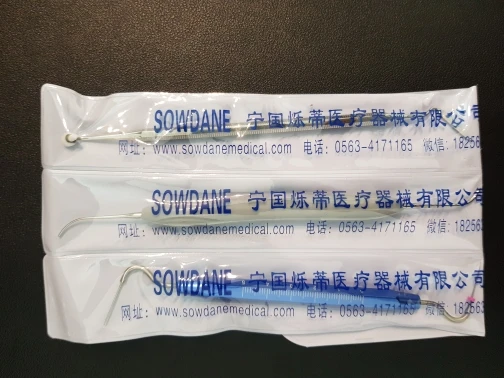 SOWDANE 宁国烁蒂医疗器械有限公
网址: www.sowdanemedical.com 电话: 0563-4171165 微信: 18256
SOWDANE 宁国烁蒂医疗器械有限公
网址: www.sowdanemedical.com 电话: 0563-4171165 微信: 18256
SOWDANE 宁国烁蒂医疗器械有限公司
网址: www.sowdanemedical.com 电话: 0563-4171165 微信: 182563